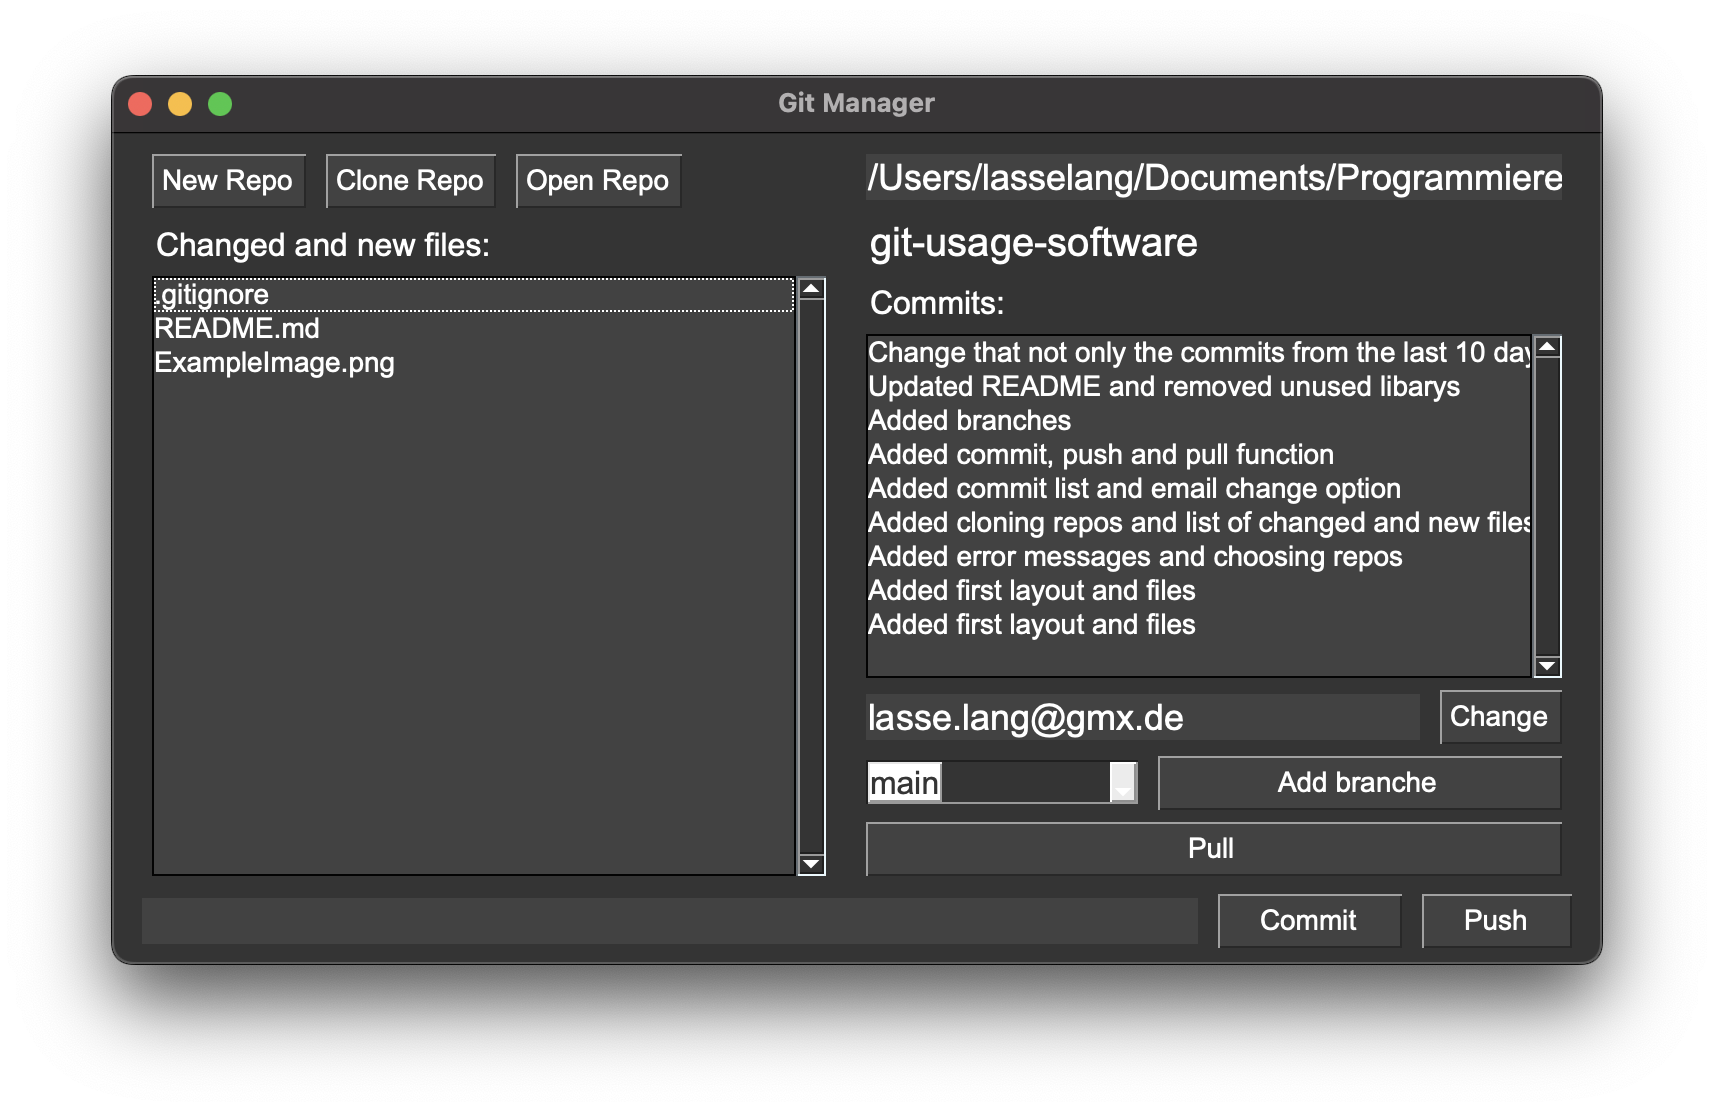 Git Manager
New Repo
Clone Repo
Open Repo
/Users/lasselang/Documents/Programmiere
Changed and new files:
git-usage-software
.gitignore
README.md
ExampleImage.png
Commits:
Change that not only the commits from the last 10 day
Updated README and removed unused libarys
Added branches
Added commit, push and pull function
Added commit list and email change option
Added cloning repos and list of changed and new files
Added error messages and choosing repos
Added first layout and files
Added first layout and files
lasse.lang@gmx.de
Change
main
Add branche
Pull
Commit
Push